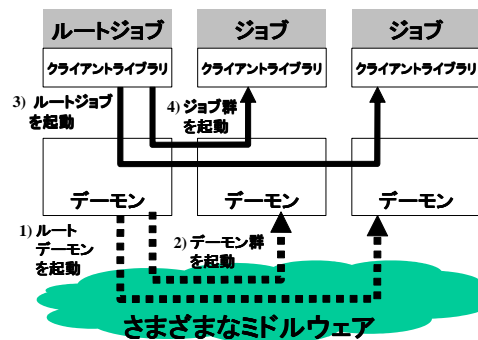 ルートジョブ
ジョブ
ジョブ
クライアントライブラリ
クライアントライブラリ
クライアントライブラリ
3) ルートジョブ
を起動
4) ジョブ群
を起動
デーモン
デーモン
デーモン
1) ルート
デーモン
を起動
2) デーモン群
を起動
さまざまなミドルウェア